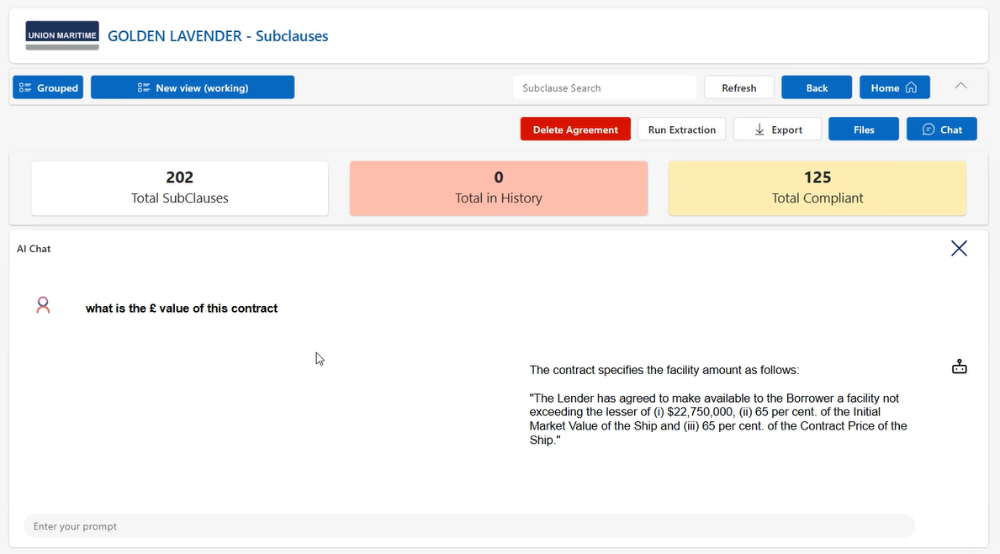 UNION MARITIME
GOLDEN LAVENDER - Subclauses
Grouped
New view (working)
Subclause Search
Refresh
Back
Home
Delete Agreement
Run Extraction
Export
Files
Chat
202
Total SubClauses
0
Total in History
125
Total Compliant
AI Chat
what is the £ value of this contract
The contract specifies the facility amount as follows:
"The Lender has agreed to make available to the Borrower a facility not
exceeding the lesser of (i) $22,750,000, (ii) 65 per cent. of the Initial
Market Value of the Ship and (iii) 65 per cent. of the Contract Price of the
Ship."
Enter your prompt